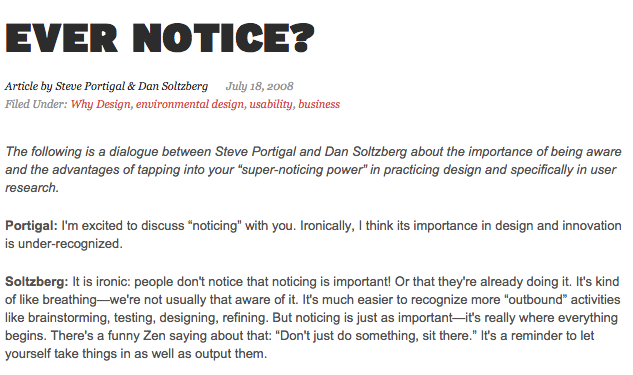 EVER NOTICE?
Article by Steve Portigal & Dan Soltzberg July 18, 2008
Filed Under: Why Design, environmental design, usability, business
The following is a dialogue between Steve Portigal and Dan Soltzberg about the importance of being aware
and the advantages of tapping into your “super-noticing power” in practicing design and specifically in user
research.
Portigal: I'm excited to discuss “noticing” with you. Ironically, I think its importance in design and innovation
is under-recognized.
Soltzberg: It is ironic: people don't notice that noticing is important! Or that they're already doing it. It's kind
of like breathing—we're not usually that aware of it. It's much easier to recognize more “outbound” activities
like brainstorming, testing, designing, refining. But noticing is just as important—it's really where everything
begins. There's a funny Zen saying about that: “Don't just do something, sit there.” It's a reminder to let
yourself take things in as well as output them.